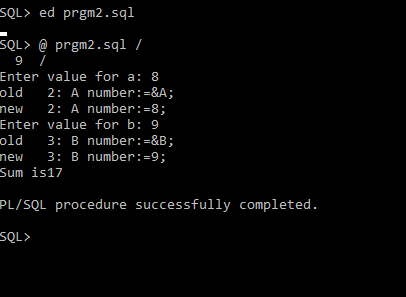 SQL> ed prgm2.sql
SQL> @ prgm2.sql /
  9  /
Enter value for a: 8
old   2: A number:=&A;
new   2: A number:=8;
Enter value for b: 9
old   3: B number:=&B;
new   3: B number:=9;
Sum is17
PL/SQL procedure successfully completed.
SQL>